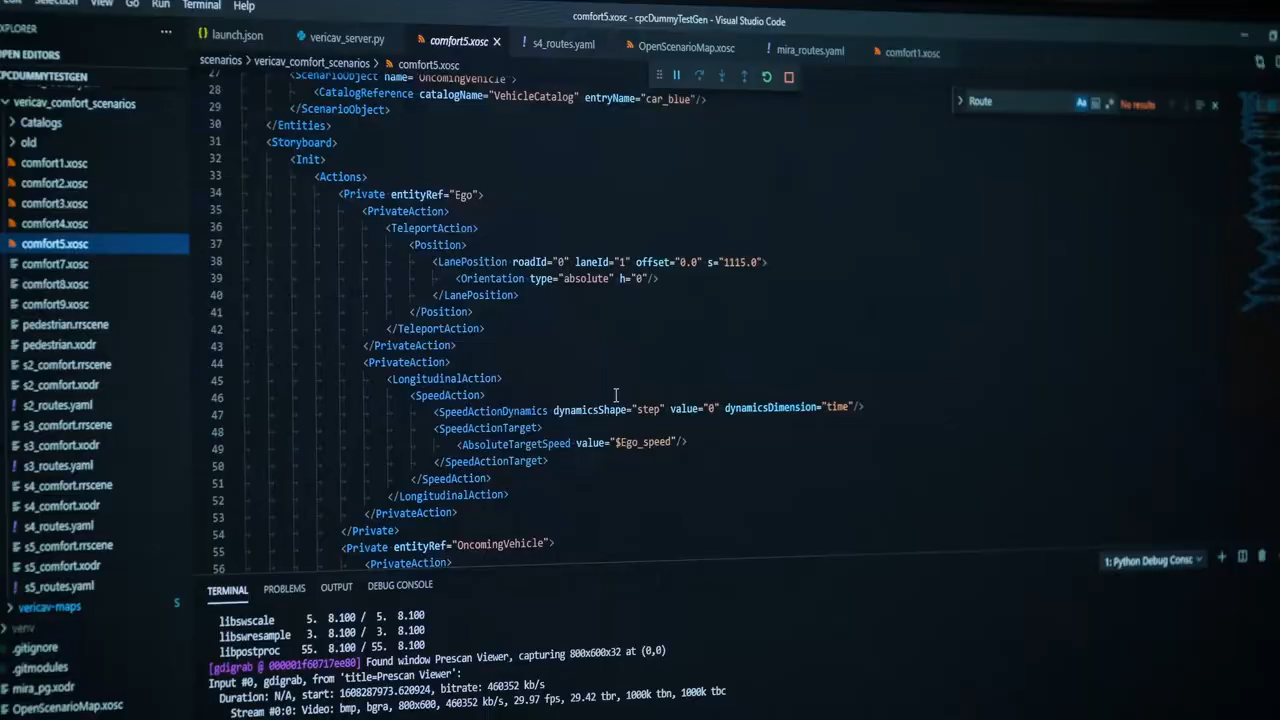 Edit Selection View Go Run Terminal Help
comfort5.xosc - cpcDummyTestGen - Visual Studio Code
EXPLORER
OPEN EDITORS
CPCDUMMYTESTGEN
vericav_comfort_scenarios
Catalogs
old
comfort1.xosc
comfort2.xosc
comfort3.xosc
comfort4.xosc
comfort5.xosc
comfort7.xosc
comfort8.xosc
comfort9.xosc
pedestrian.rrscene
pedestrian.xodr
s2_comfort.rrscene
s2_comfort.xodr
s2_routes.yaml
s3_comfort.rrscene
s3_comfort.xodr
s3_routes.yaml
s4_comfort.rrscene
s4_comfort.xodr
s4_routes.yaml
s5_comfort.rrscene
s5_comfort.xodr
s5_routes.yaml
vericav-maps S
venv
.gitignore
.gitmodules
mira_pg.xodr
OpenScenarioMap.xosc
launch.json vericav_server.py comfort5.xosc s4_routes.yaml OpenScenarioMap.xosc mira_routes.yaml comfort1.xosc
scenarios > vericav_comfort_scenarios > comfort5.xosc
Route Aa No results
27 <ScenarioObject name="OncomingVehicle">
28 <CatalogReference catalogName="VehicleCatalog" entryName="car_blue"/>
29 </ScenarioObject>
30 </Entities>
31 <Storyboard>
32 <Init>
33 <Actions>
34 <Private entityRef="Ego">
35 <PrivateAction>
36 <TeleportAction>
37 <Position>
38 <LanePosition roadId="0" laneId="1" offset="0.0" s="1115.0">
39 <Orientation type="absolute" h="0"/>
40 </LanePosition>
41 </Position>
42 </TeleportAction>
43 </PrivateAction>
44 <PrivateAction>
45 <LongitudinalAction>
46 <SpeedAction>
47 <SpeedActionDynamics dynamicsShape="step" value="0" dynamicsDimension="time"/>
48 <SpeedActionTarget>
49 <AbsoluteTargetSpeed value="$Ego_speed"/>
50 </SpeedActionTarget>
51 </SpeedAction>
52 </LongitudinalAction>
53 </PrivateAction>
54 </Private>
55 <Private entityRef="OncomingVehicle">
56 <PrivateAction>
TERMINAL PROBLEMS OUTPUT DEBUG CONSOLE
1: Python Debug Consc
libswscale 5. 8.100 / 5. 8.100
libswresample 3. 8.100 / 3. 8.100
libpostproc 55. 8.100 / 55. 8.100
[gdigrab @ 000001f60717ee80] Found window Prescan Viewer, capturing 800x600x32 at (0,0)
Input #0, gdigrab, from 'title=Prescan Viewer':
Duration: N/A, start: 1608287973.620924, bitrate: 460352 kb/s
Stream #0:0: Video: bmp, bgra, 800x600, 460352 kb/s, 29.97 fps, 29.42 tbr, 1000k tbn, 1000k tbc